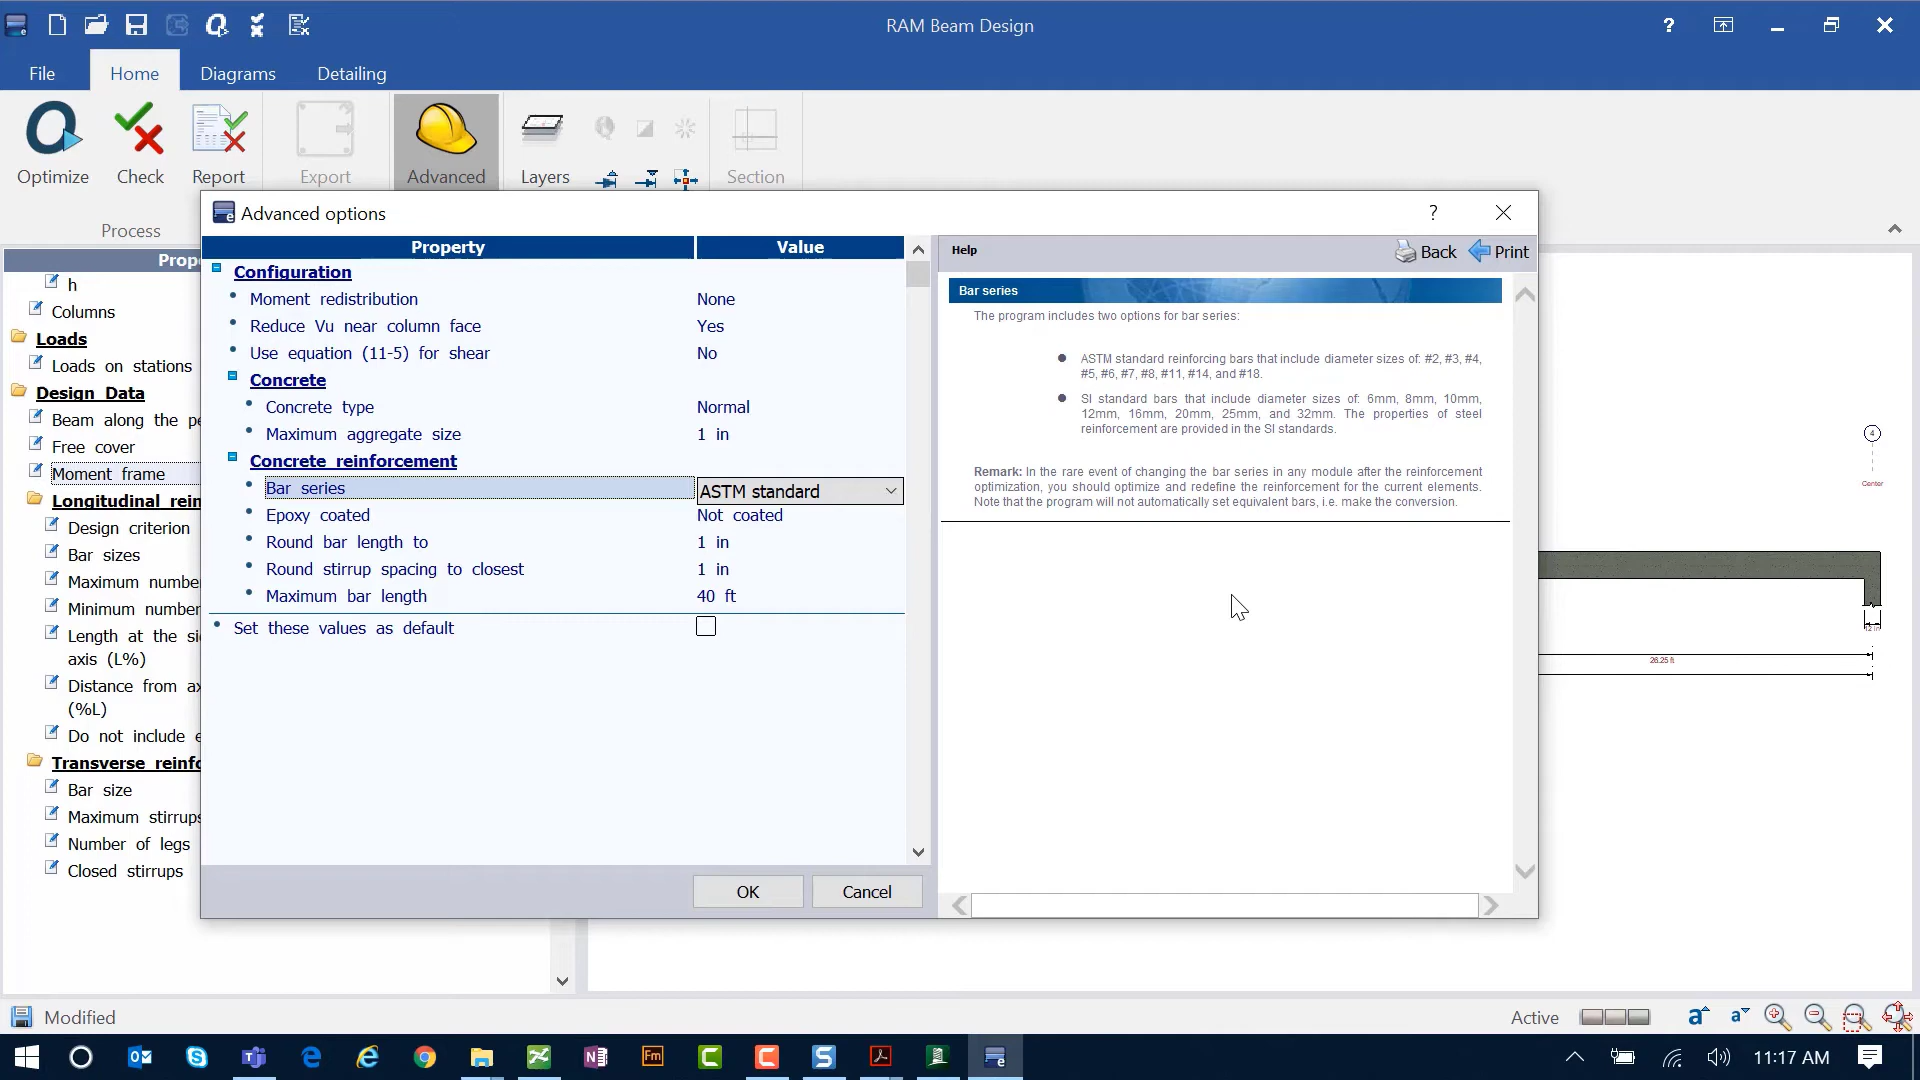 RAM Beam Design
?
File
Home
Diagrams
Detailing
Optimize
Check
Report
Export
Advanced
Layers
Section
Process
Prop
h
Columns
Loads
Loads on stations
Design Data
Beam along the pe
Free cover
Moment frame
Longitudinal rein
Design criterion
Bar sizes
Maximum number
Minimum number
Length at the si
axis (L%)
Distance from ax
(%L)
Do not include e
Transverse reinfo
Bar size
Maximum stirrups
Number of legs
Closed stirrups
Advanced options
?
Property
Value
Configuration
Moment redistribution
None
Reduce Vu near column face
Yes
Use equation (11-5) for shear
No
Concrete
Concrete type
Normal
Maximum aggregate size
1 in
Concrete reinforcement
Bar series
ASTM standard
Epoxy coated
Not coated
Round bar length to
1 in
Round stirrup spacing to closest
1 in
Maximum bar length
40 ft
Set these values as default
OK
Cancel
Help
Back
Print
Bar series
The program includes two options for bar series:
ASTM standard reinforcing bars that include diameter sizes of: #2, #3, #4,
#5, #6, #7, #8, #11, #14, and #18.
SI standard bars that include diameter sizes of: 6mm, 8mm, 10mm,
12mm, 16mm, 20mm, 25mm, and 32mm. The properties of steel
reinforcement are provided in the SI standards.
Remark: In the rare event of changing the bar series in any module after the reinforcement
optimization, you should optimize and redefine the reinforcement for the current elements.
Note that the program will not automatically set equivalent bars, i.e. make the conversion.
4
Center
12 in
26.25 ft
Modified
Active
a
a
11:17 AM